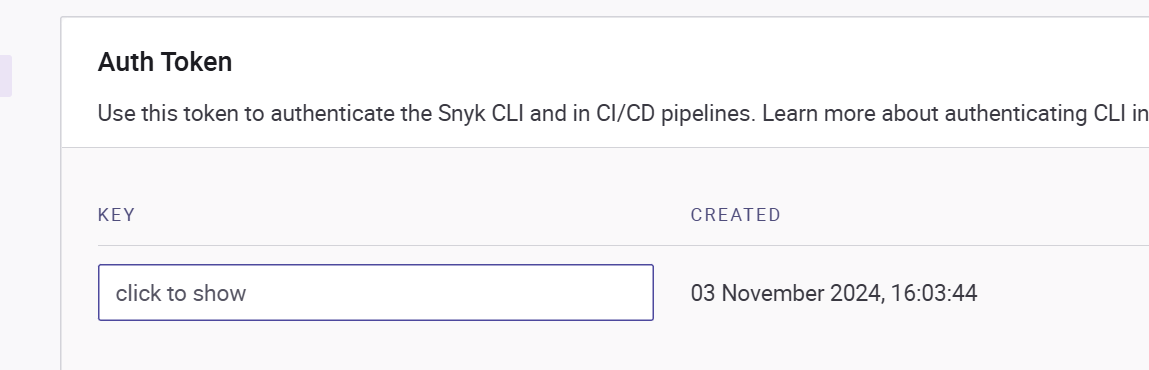 Auth Token
Use this token to authenticate the Snyk CLI and in CI/CD pipelines. Learn more about authenticating CLI in
KEY
CREATED
click to show
03 November 2024, 16:03:44